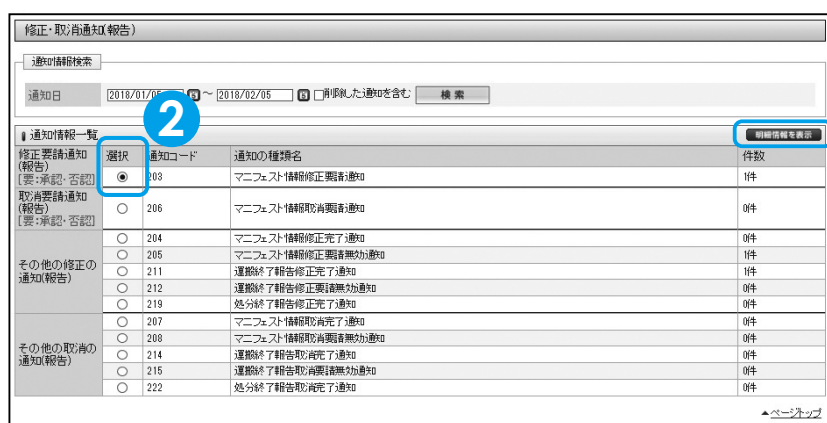 修正・取消通知(報告)
通知情報検索
通知日 2018/01/05 ～ 2018/02/05 □削除した通知を含む 検 索
2
通知情報一覧 明細情報を表示
修正要請通知(報告)[要:承認・否認] 選択 通知コード 通知の種類名 件数
203 マニフェスト情報修正要請通知 1件
取消要請通知(報告)[要:承認・否認] 206 マニフェスト情報取消要請通知 0件
その他の修正の通知(報告) 204 マニフェスト情報修正完了通知 0件
205 マニフェスト情報修正要請無効通知 1件
211 運搬終了報告修正完了通知 1件
212 運搬終了報告修正要請無効通知 0件
219 処分終了報告修正完了通知 0件
その他の取消の通知(報告) 207 マニフェスト情報取消完了通知 0件
208 マニフェスト情報取消要請無効通知 0件
214 運搬終了報告取消完了通知 0件
215 運搬終了報告取消要請無効通知 0件
222 処分終了報告取消完了通知 0件
▲ページトップ